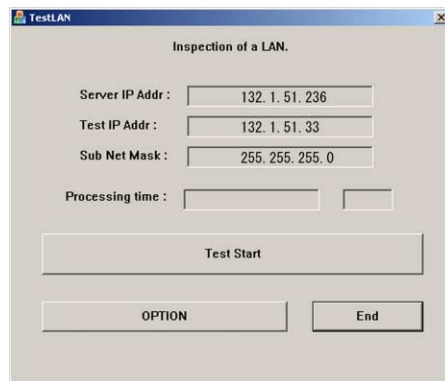 TestLAN
Inspection of a LAN.
Server IP Addr : 132. 1. 51. 236
Test IP Addr : 132. 1. 51. 33
Sub Net Mask : 255. 255. 255. 0
Processing time :
Test Start
OPTION End